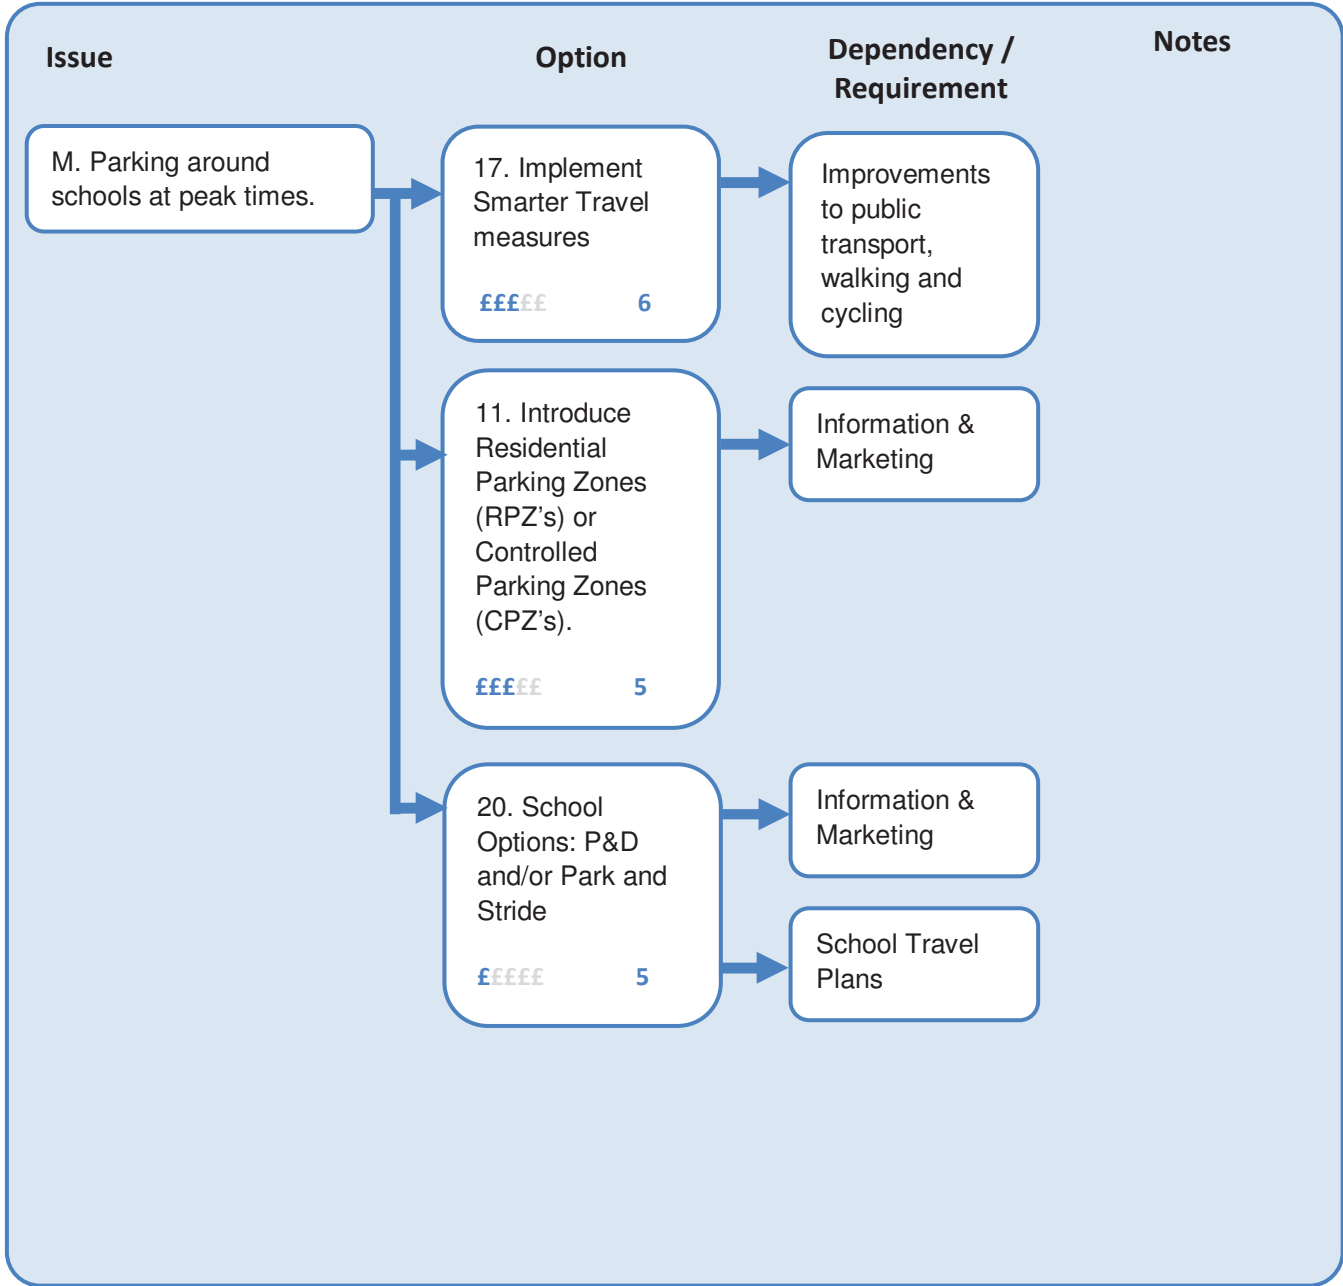 Issue
Option
Dependency /
Requirement
Notes
M. Parking around
schools at peak times.
17. Implement
Smarter Travel
measures
£££££ 6
Improvements
to public
transport,
walking and
cycling
11. Introduce
Residential
Parking Zones
(RPZ's) or
Controlled
Parking Zones
(CPZ's).
£££££ 5
Information &
Marketing
20. School
Options: P&D
and/or Park and
Stride
£££££ 5
Information &
Marketing
School Travel
Plans